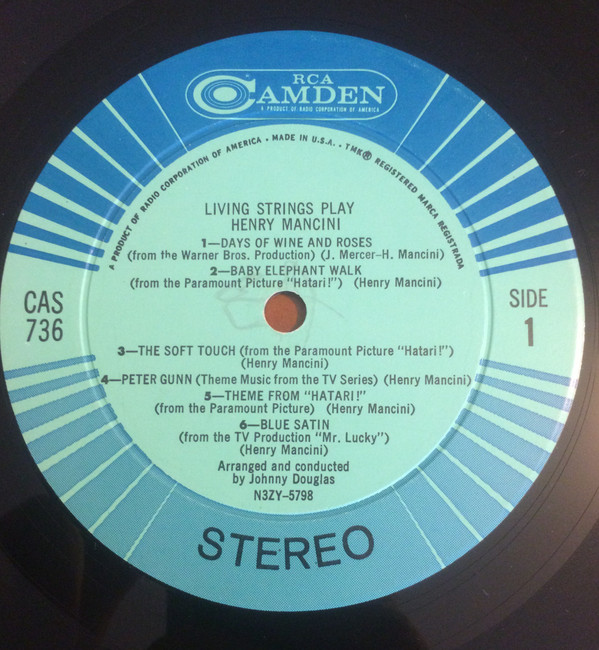 RCA
CAMDEN
A PRODUCT OF RADIO CORPORATION OF AMERICA
A PRODUCT OF RADIO CORPORATION OF AMERICA • MADE IN U.S.A. • TMK® REGISTERED MARCA REGISTRADA
LIVING STRINGS PLAY
HENRY MANCINI
1—DAYS OF WINE AND ROSES
(from the Warner Bros. Production) (J. Mercer-H. Mancini)
2—BABY ELEPHANT WALK
(from the Paramount Picture "Hatari!") (Henry Mancini)
CAS
736
SIDE
1
3—THE SOFT TOUCH (from the Paramount Picture "Hatari!")
(Henry Mancini)
4—PETER GUNN (Theme Music from the TV Series) (Henry Mancini)
5—THEME FROM "HATARI!"
(from the Paramount Picture) (Henry Mancini)
6—BLUE SATIN
(from the TV Production "Mr. Lucky")
(Henry Mancini)
Arranged and conducted
by Johnny Douglas
N3ZY-5798
STEREO